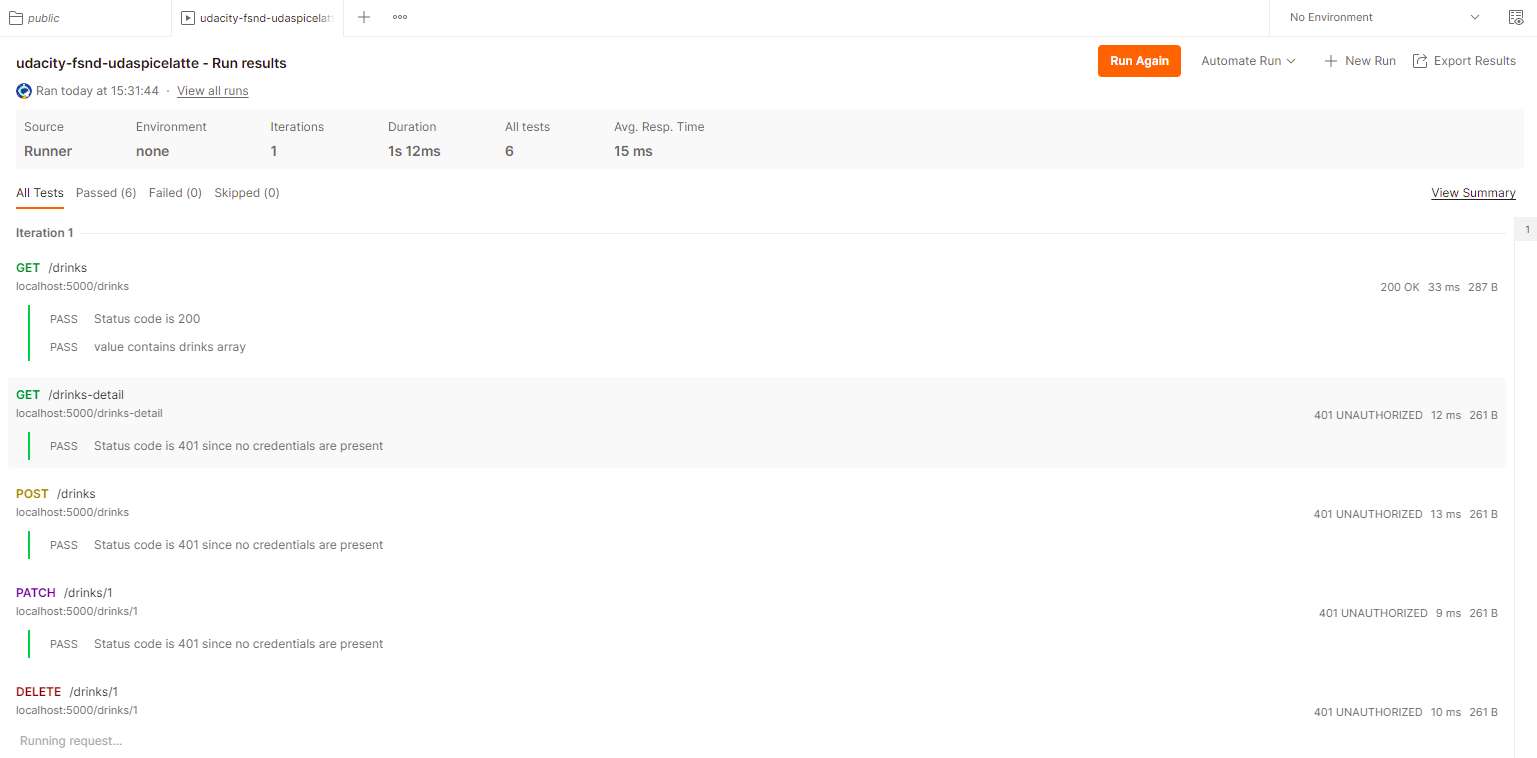 public
udacity-fsnd-udaspicelatt
No Environment
udacity-fsnd-udaspicelatte - Run results
Run Again
Automate Run
New Run
Export Results
Ran today at 15:31:44 · View all runs
Source Environment Iterations Duration All tests Avg. Resp. Time
Runner none 1 1s 12ms 6 15 ms
All Tests Passed (6) Failed (0) Skipped (0) View Summary
Iteration 1
1
GET /drinks
localhost:5000/drinks
200 OK 33 ms 287 B
PASS Status code is 200
PASS value contains drinks array
GET /drinks-detail
localhost:5000/drinks-detail
401 UNAUTHORIZED 12 ms 261 B
PASS Status code is 401 since no credentials are present
POST /drinks
localhost:5000/drinks
401 UNAUTHORIZED 13 ms 261 B
PASS Status code is 401 since no credentials are present
PATCH /drinks/1
localhost:5000/drinks/1
401 UNAUTHORIZED 9 ms 261 B
PASS Status code is 401 since no credentials are present
DELETE /drinks/1
localhost:5000/drinks/1
401 UNAUTHORIZED 10 ms 261 B
Running request...